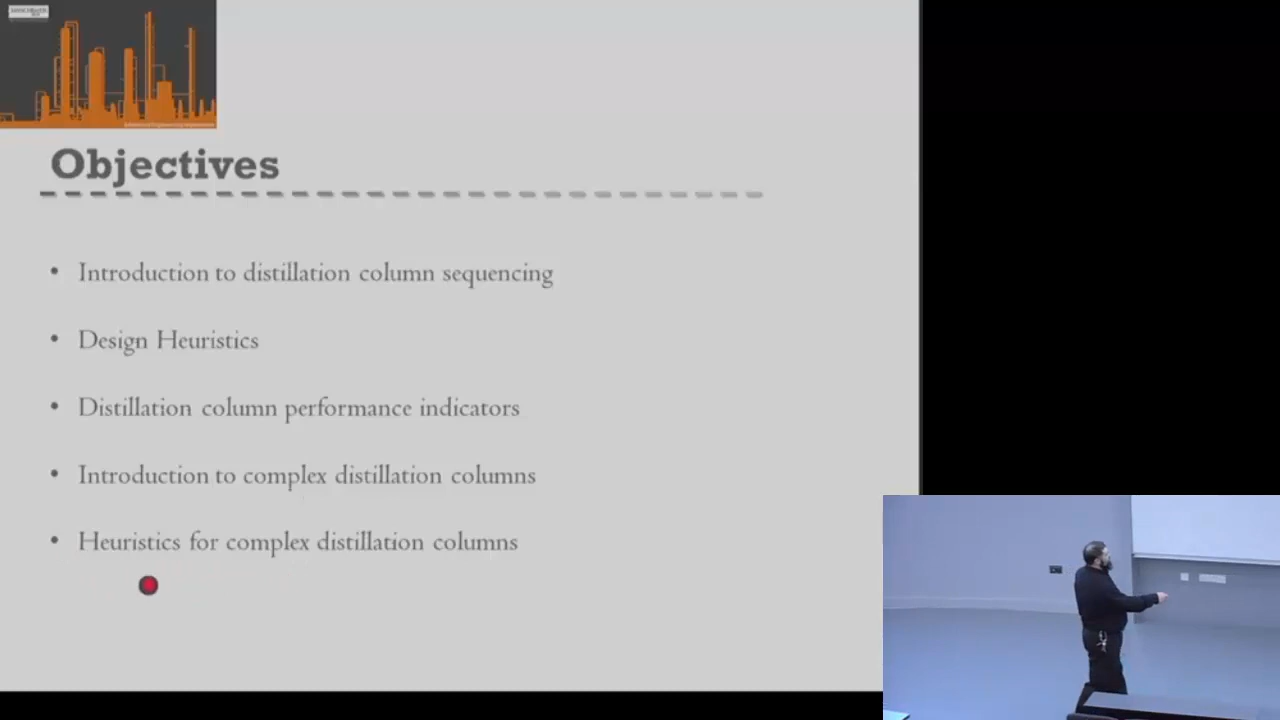 Objectives
• Introduction to distillation column sequencing
• Design Heuristics
• Distillation column performance indicators
• Introduction to complex distillation columns
• Heuristics for complex distillation columns